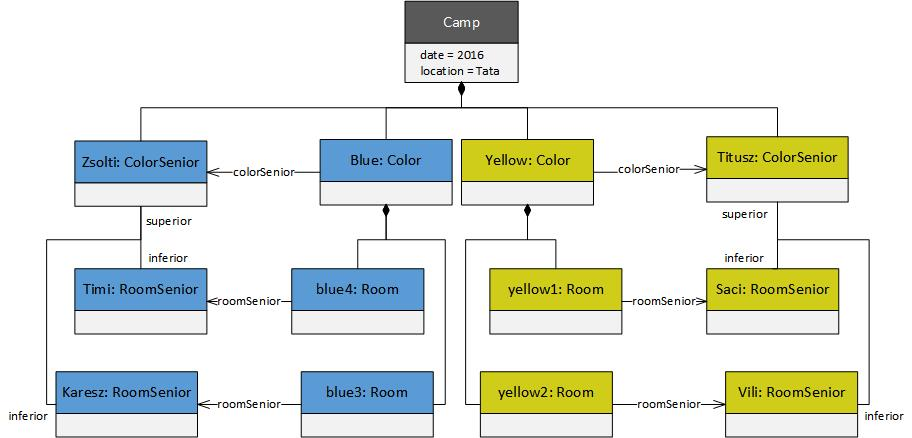 Camp
date = 2016
location = Tata
Zsolti: ColorSenior
colorSenior
Blue: Color
Yellow: Color
colorSenior
Titusz: ColorSenior
superior
superior
inferior
inferior
Timi: RoomSenior
roomSenior
blue4: Room
yellow1: Room
roomSenior
Saci: RoomSenior
Karesz: RoomSenior
roomSenior
blue3: Room
yellow2: Room
roomSenior
Vili: RoomSenior
inferior
inferior